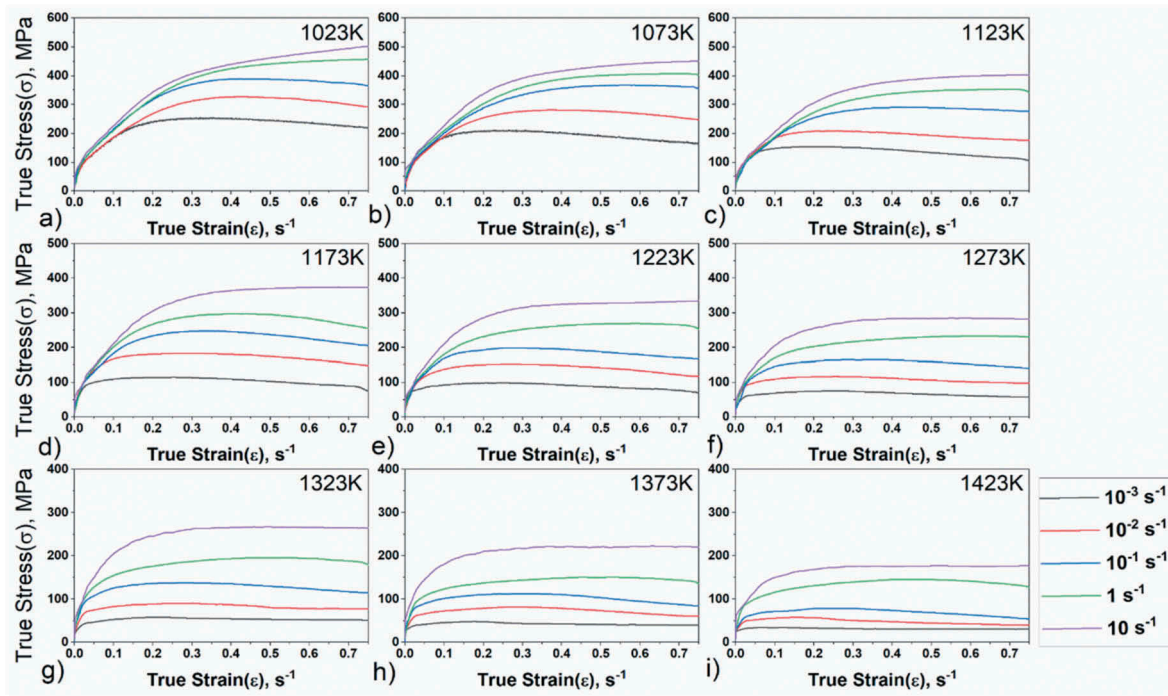 600
500
400
300
200
100
0
True Stress(σ), MPa
1023K
0.0 0.1 0.2 0.3 0.4 0.5 0.6 0.7
a)
True Strain(ε), s⁻¹
600
500
400
300
200
100
0
1073K
0.0 0.1 0.2 0.3 0.4 0.5 0.6 0.7
b)
True Strain(ε), s⁻¹
600
500
400
300
200
100
0
1123K
0.0 0.1 0.2 0.3 0.4 0.5 0.6 0.7
c)
True Strain(ε), s⁻¹
500
400
300
200
100
0
True Stress(σ), MPa
1173K
0.0 0.1 0.2 0.3 0.4 0.5 0.6 0.7
d)
True Strain(ε), s⁻¹
500
400
300
200
100
0
1223K
0.0 0.1 0.2 0.3 0.4 0.5 0.6 0.7
e)
True Strain(ε), s⁻¹
500
400
300
200
100
0
1273K
0.0 0.1 0.2 0.3 0.4 0.5 0.6 0.7
f)
True Strain(ε), s⁻¹
400
300
200
100
0
True Stress(σ), MPa
1323K
0.0 0.1 0.2 0.3 0.4 0.5 0.6 0.7
g)
True Strain(ε), s⁻¹
400
300
200
100
0
1373K
0.0 0.1 0.2 0.3 0.4 0.5 0.6 0.7
h)
True Strain(ε), s⁻¹
400
300
200
100
0
1423K
0.0 0.1 0.2 0.3 0.4 0.5 0.6 0.7
i)
True Strain(ε), s⁻¹
10⁻³ s⁻¹
10⁻² s⁻¹
10⁻¹ s⁻¹
1 s⁻¹
10 s⁻¹